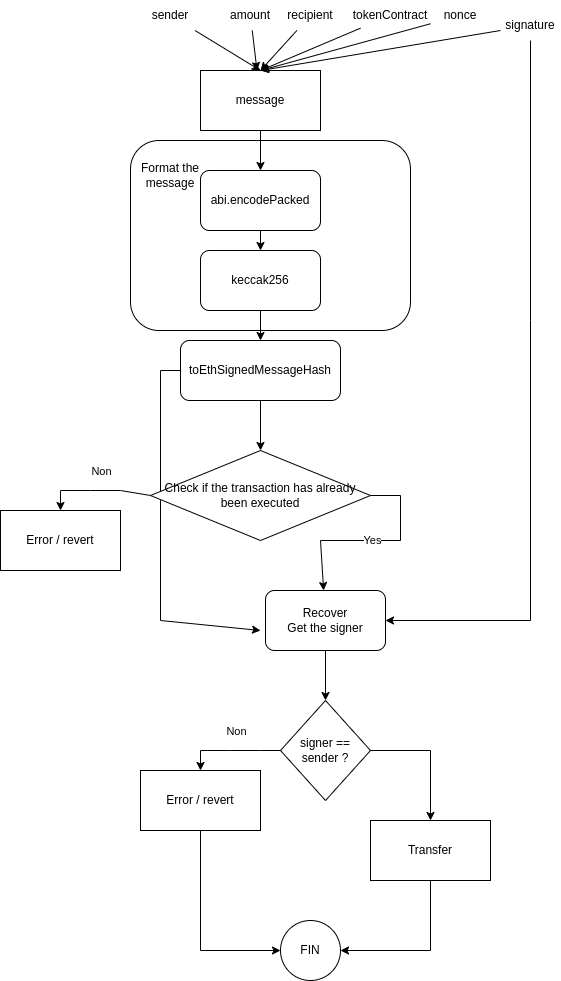 sender
amount
recipient
tokenContract
nonce
signature
message
Format the
message
abi.encodePacked
keccak256
toEthSignedMessageHash
Non
Check if the transaction has already
been executed
Error / revert
Yes
Recover
Get the signer
Non
signer ==
sender ?
Error / revert
Transfer
FIN